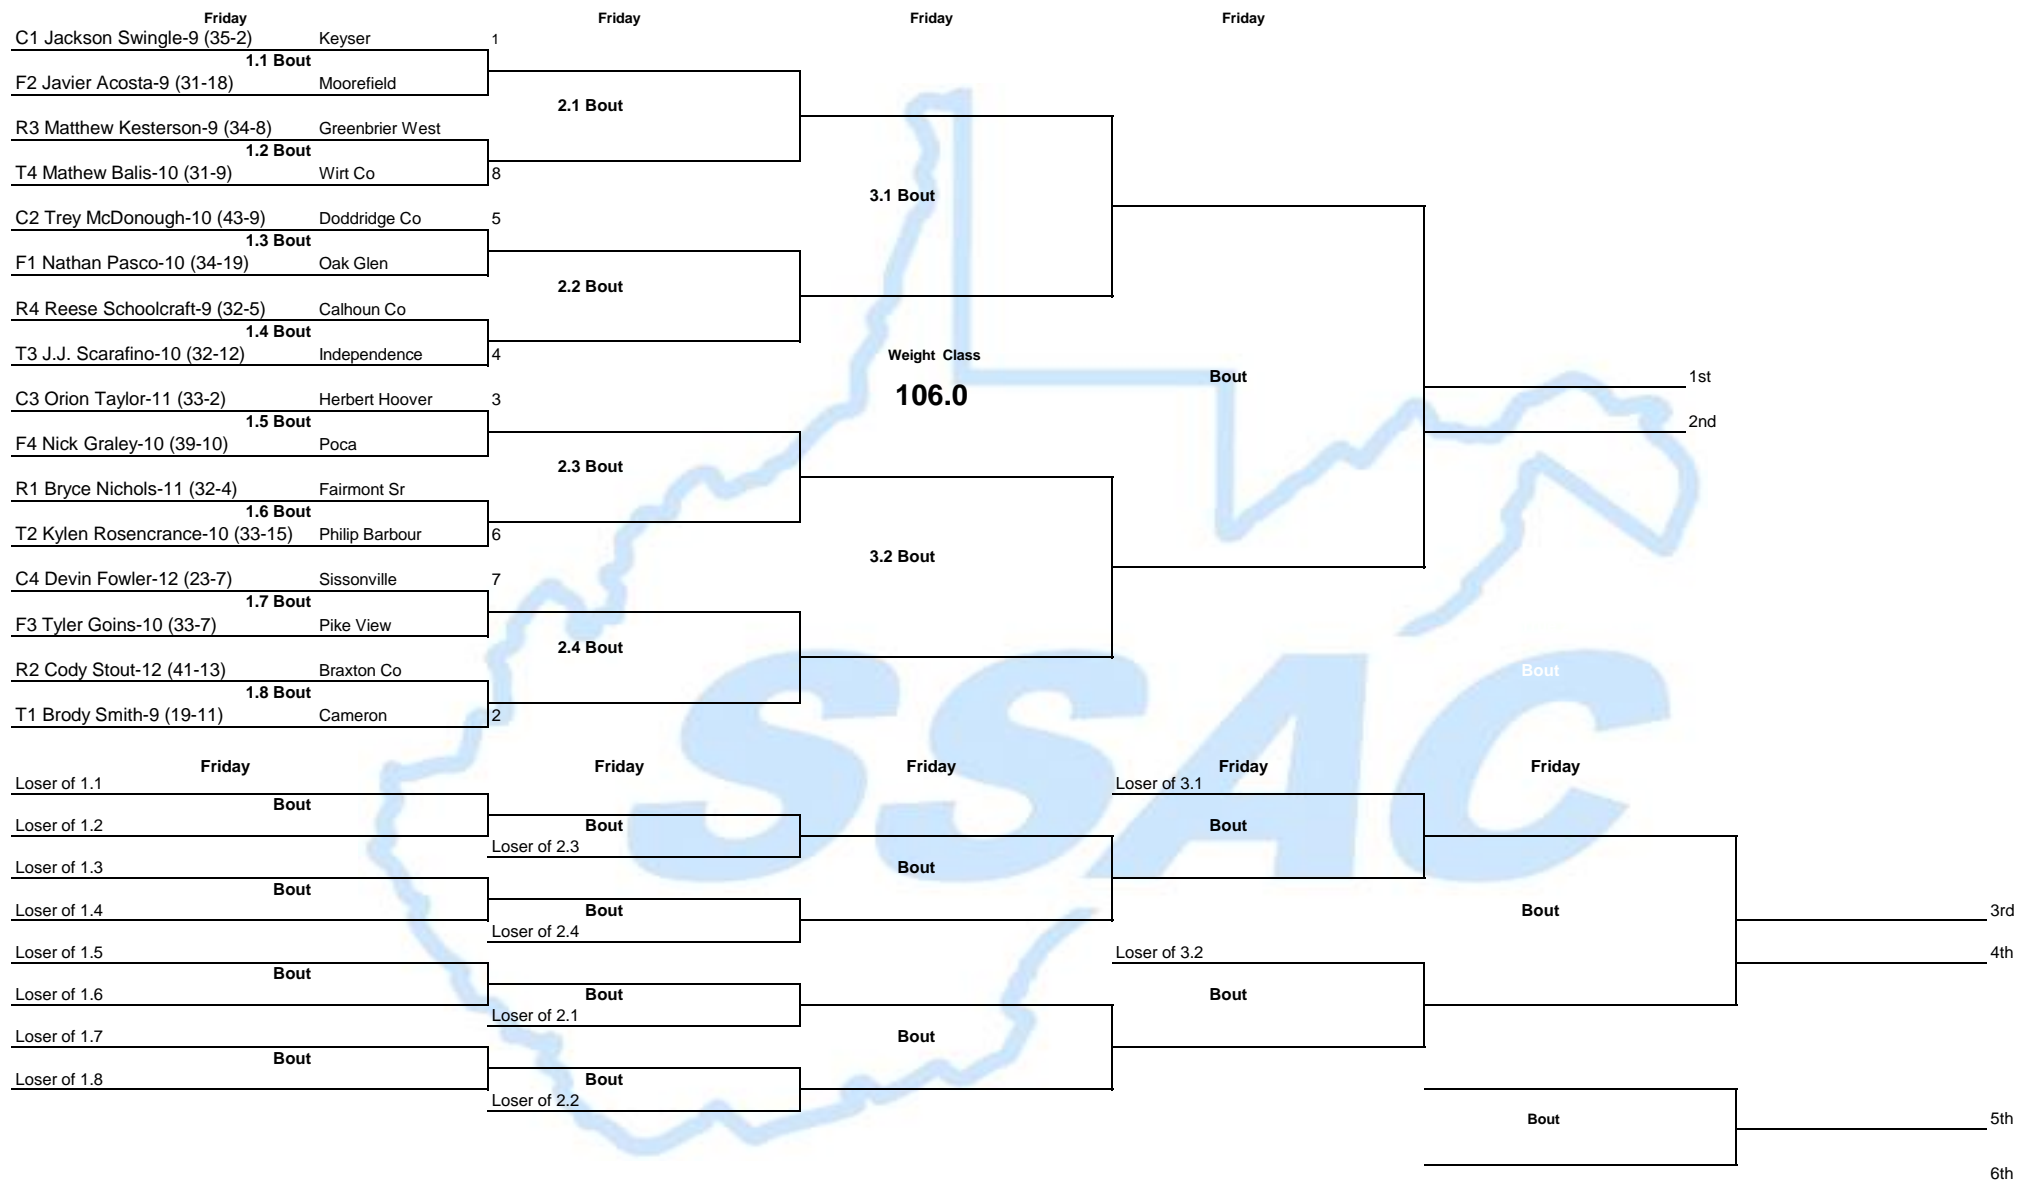 Friday Friday Friday Friday
C1 Jackson Swingle-9 (35-2) Keyser 1
1.1 Bout
F2 Javier Acosta-9 (31-18) Moorefield
2.1 Bout
R3 Matthew Kesterson-9 (34-8) Greenbrier West
1.2 Bout
T4 Mathew Balis-10 (31-9) Wirt Co 8
3.1 Bout
C2 Trey McDonough-10 (43-9) Doddridge Co 5
1.3 Bout
F1 Nathan Pasco-10 (34-19) Oak Glen
2.2 Bout
R4 Reese Schoolcraft-9 (32-5) Calhoun Co
1.4 Bout
T3 J.J. Scarafino-10 (32-12) Independence 4
Weight Class
Bout 1st
106.0
C3 Orion Taylor-11 (33-2) Herbert Hoover 3
1.5 Bout 2nd
F4 Nick Graley-10 (39-10) Poca
2.3 Bout
R1 Bryce Nichols-11 (32-4) Fairmont Sr
1.6 Bout
T2 Kylen Rosencrance-10 (33-15) Philip Barbour 6
3.2 Bout
C4 Devin Fowler-12 (23-7) Sissonville 7
1.7 Bout
F3 Tyler Goins-10 (33-7) Pike View
2.4 Bout
R2 Cody Stout-12 (41-13) Braxton Co Bout
1.8 Bout
T1 Brody Smith-9 (19-11) Cameron 2
SSAC
Friday Friday Friday Friday Friday
Loser of 1.1 Loser of 3.1
Bout
Loser of 1.2 Bout Bout
Loser of 2.3
Loser of 1.3 Bout
Bout
Loser of 1.4 Bout Bout 3rd
Loser of 2.4
Loser of 1.5 Loser of 3.2 4th
Bout
Loser of 1.6 Bout Bout
Loser of 2.1
Loser of 1.7 Bout
Bout
Loser of 1.8 Bout
Loser of 2.2
Bout 5th
6th